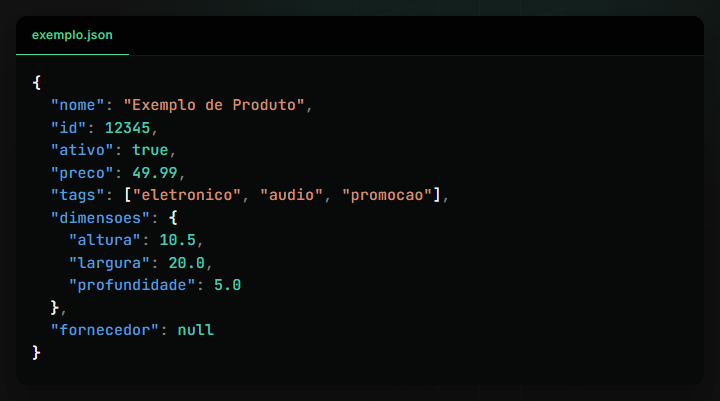 exemplo.json
{
  "nome": "Exemplo de Produto",
  "id": 12345,
  "ativo": true,
  "preco": 49.99,
  "tags": ["eletronico", "audio", "promocao"],
  "dimensoes": {
    "altura": 10.5,
    "largura": 20.0,
    "profundidade": 5.0
  },
  "fornecedor": null
}